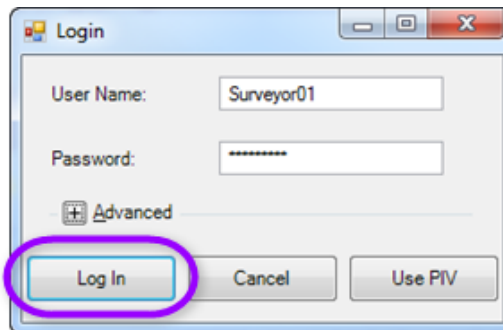 Login
User Name: Surveyor01
Password: *********
+ Advanced
Log In Cancel Use PIV